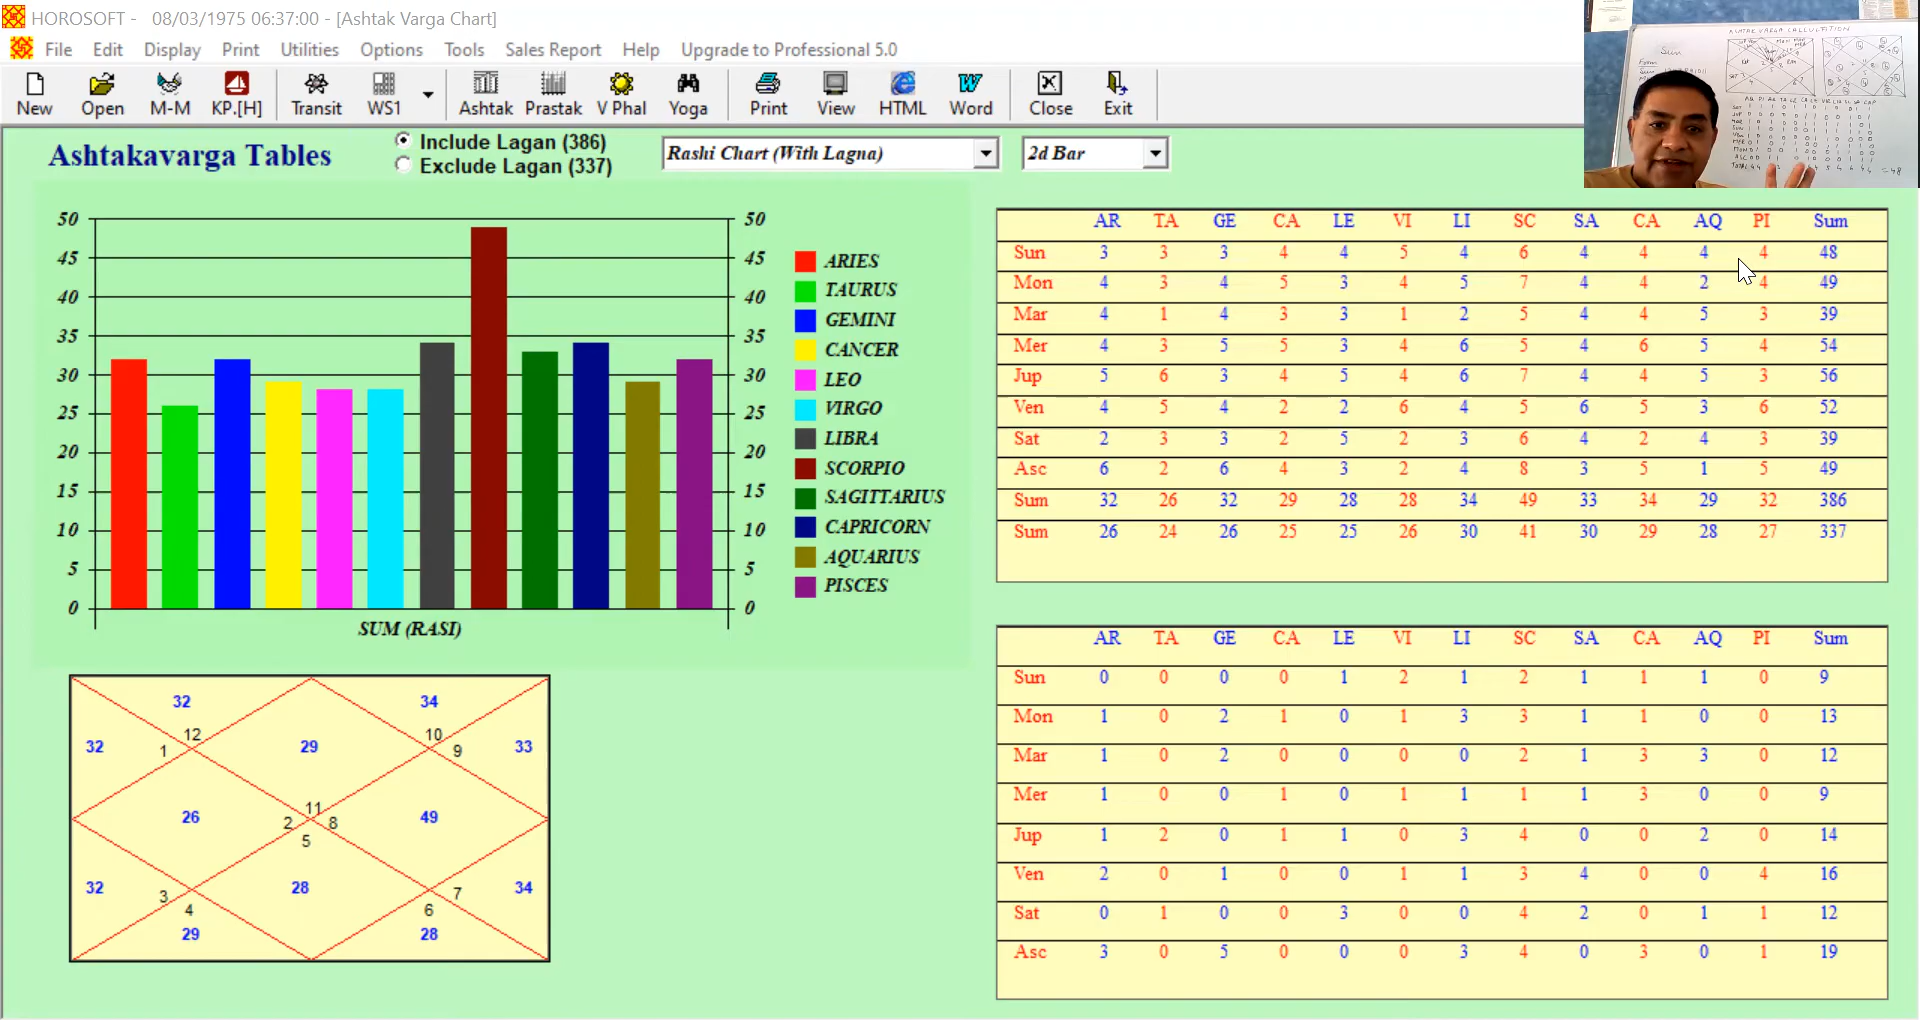 HOROSOFT - 08/03/1975 06:37:00 - [Ashtak Varga Chart]
File Edit Display Print Utilities Options Tools Sales Report Help Upgrade to Professional 5.0
New Open M-M KP.[H] Transit WS1 Ashtak Prastak V Phal Yoga Print View HTML Word Close Exit
ASHTAK VARGA CALCULTION
Sun
Ashtakavarga Tables
Include Lagan (386)
Exclude Lagan (337)
Rashi Chart (With Lagna)
2d Bar
50 50
45 45
40 40
35 35
30 30
25 25
20 20
15 15
10 10
5 5
0 0
SUM (RASI)
ARIES
TAURUS
GEMINI
CANCER
LEO
VIRGO
LIBRA
SCORPIO
SAGITTARIUS
CAPRICORN
AQUARIUS
PISCES
AR TA GE CA LE VI LI SC SA CA AQ PI Sum
Sun 3 3 3 4 4 5 4 6 4 4 4 4 48
Mon 4 3 4 5 3 4 5 7 4 4 2 4 49
Mar 4 1 4 3 3 1 2 5 4 4 5 3 39
Mer 4 3 5 5 3 4 6 5 4 6 5 4 54
Jup 5 6 3 4 5 4 6 7 4 4 5 3 56
Ven 4 5 4 2 2 6 4 5 6 5 3 6 52
Sat 2 3 3 2 5 2 3 6 4 2 4 3 39
Asc 6 2 6 4 3 2 4 8 3 5 1 5 49
Sum 32 26 32 29 28 28 34 49 33 34 29 32 386
Sum 26 24 26 25 25 26 30 41 30 29 28 27 337
32 34
12 10
32 1 29 9 33
11
26 2 8 49
5
32 3 28 7 34
4 6
29 28
AR TA GE CA LE VI LI SC SA CA AQ PI Sum
Sun 0 0 0 0 1 2 1 2 1 1 1 0 9
Mon 1 0 2 1 0 1 3 3 1 1 0 0 13
Mar 1 0 2 0 0 0 0 2 1 3 3 0 12
Mer 1 0 0 1 0 1 1 1 1 3 0 0 9
Jup 1 2 0 1 1 0 3 4 0 0 2 0 14
Ven 2 0 1 0 0 1 1 3 4 0 0 4 16
Sat 0 1 0 0 3 0 0 4 2 0 1 1 12
Asc 3 0 5 0 0 0 3 4 0 3 0 1 19